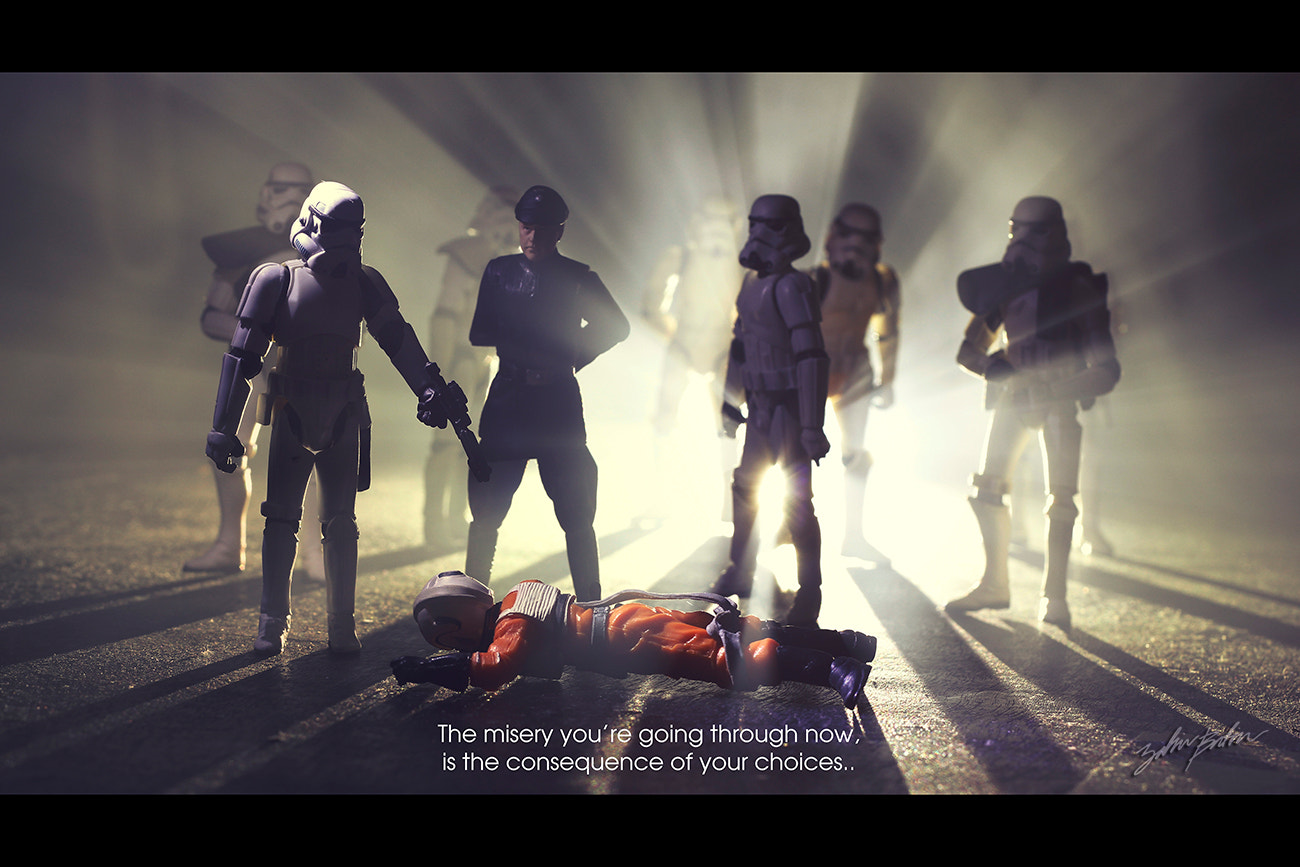 The misery you're going through now,
is the consequence of your choices..